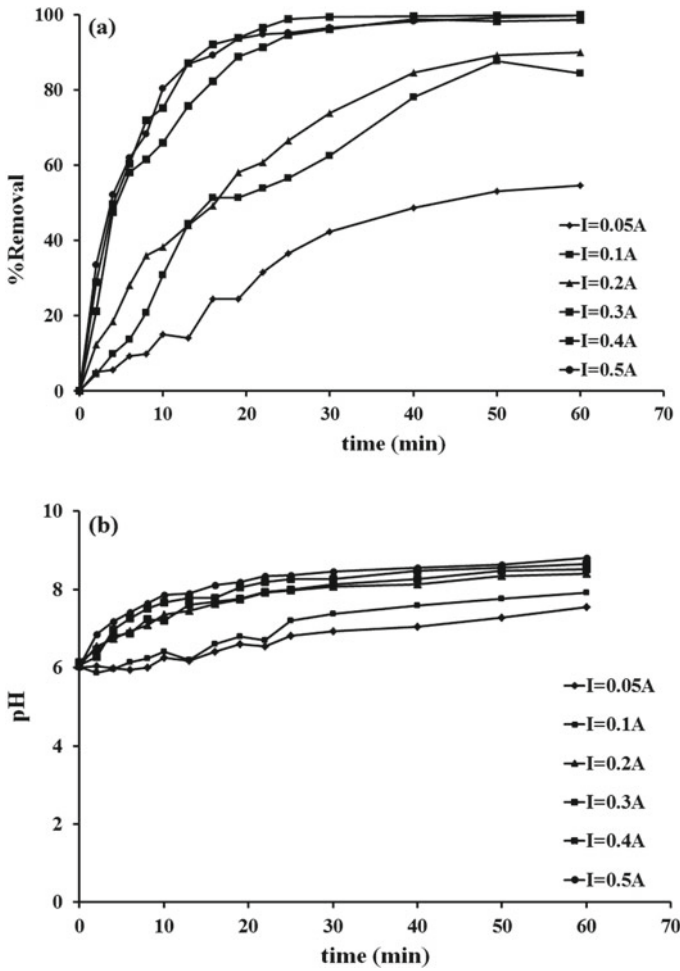 (a)
%Removal
100
80
60
40
20
0
0 10 20 30 40 50 60 70
time (min)
I=0.05A
I=0.1A
I=0.2A
I=0.3A
I=0.4A
I=0.5A
(b)
pH
10
8
6
4
2
0
0 10 20 30 40 50 60 70
time (min)
I=0.05A
I=0.1A
I=0.2A
I=0.3A
I=0.4A
I=0.5A